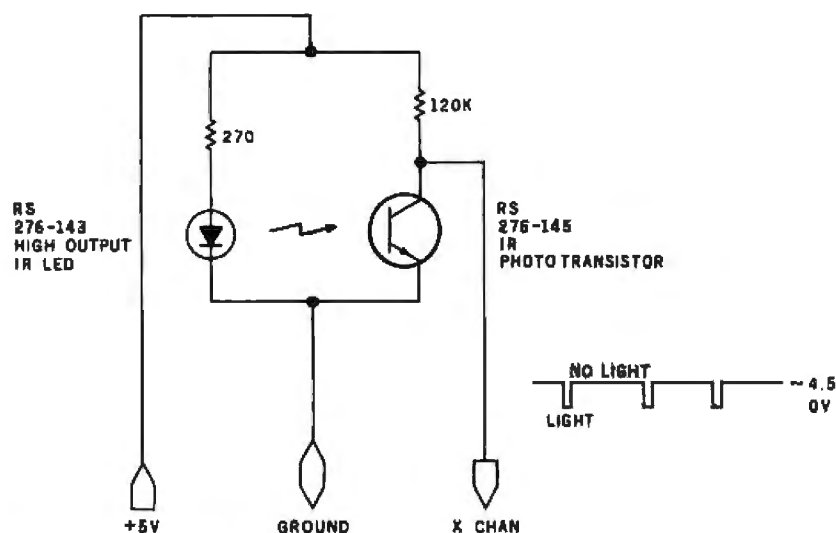 120K
270
RS
276-143
HIGH OUTPUT
IR LED
RS
276-145
IR
PHOTO TRANSISTOR
NO LIGHT
~ 4.5
0V
LIGHT
+5V
GROUND
X CHAN